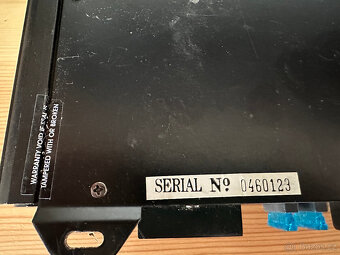 WARRANTY VOID IF SEAL IS
TAMPERED WITH OR BROKEN
SERIAL Nº 0460123